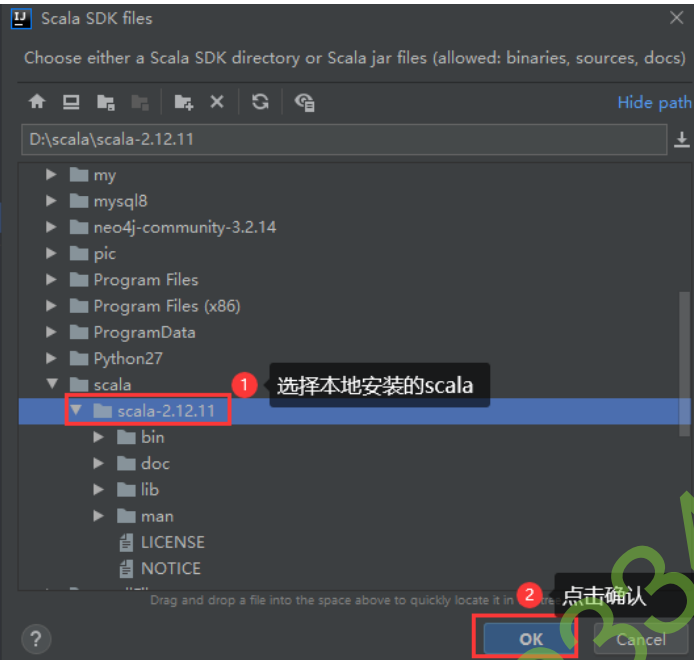 Scala SDK files
Choose either a Scala SDK directory or Scala jar files (allowed: binaries, sources, docs)
Hide path
D:\scala\scala-2.12.11
my
mysql8
neo4j-community-3.2.14
pic
Program Files
Program Files (x86)
ProgramData
Python27
scala
1 选择本地安装的scala
scala-2.12.11
bin
doc
lib
man
LICENSE
NOTICE
Drag and drop a file into the space above to quickly locate it in
2 点击确认
? OK Cancel